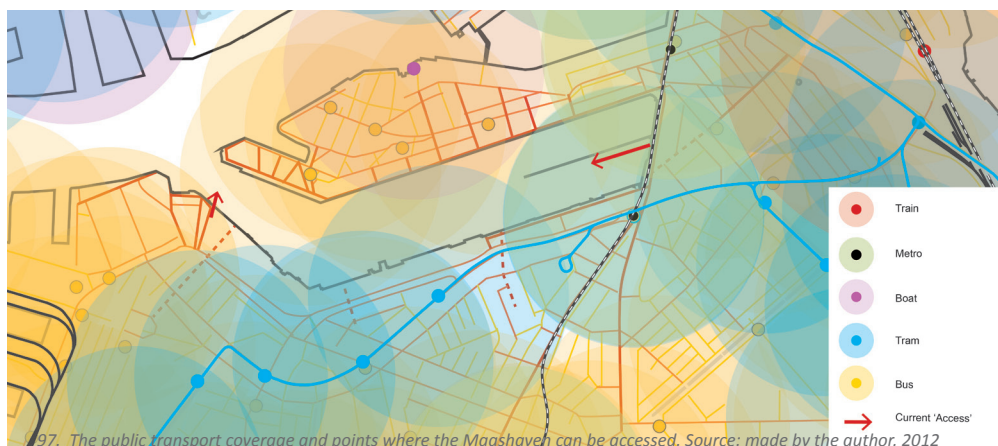 Train
Metro
Boat
Tram
Bus
Current 'Access'
97. The public transport coverage and points where the Maashaven can be accessed. Source: made by the author, 2012